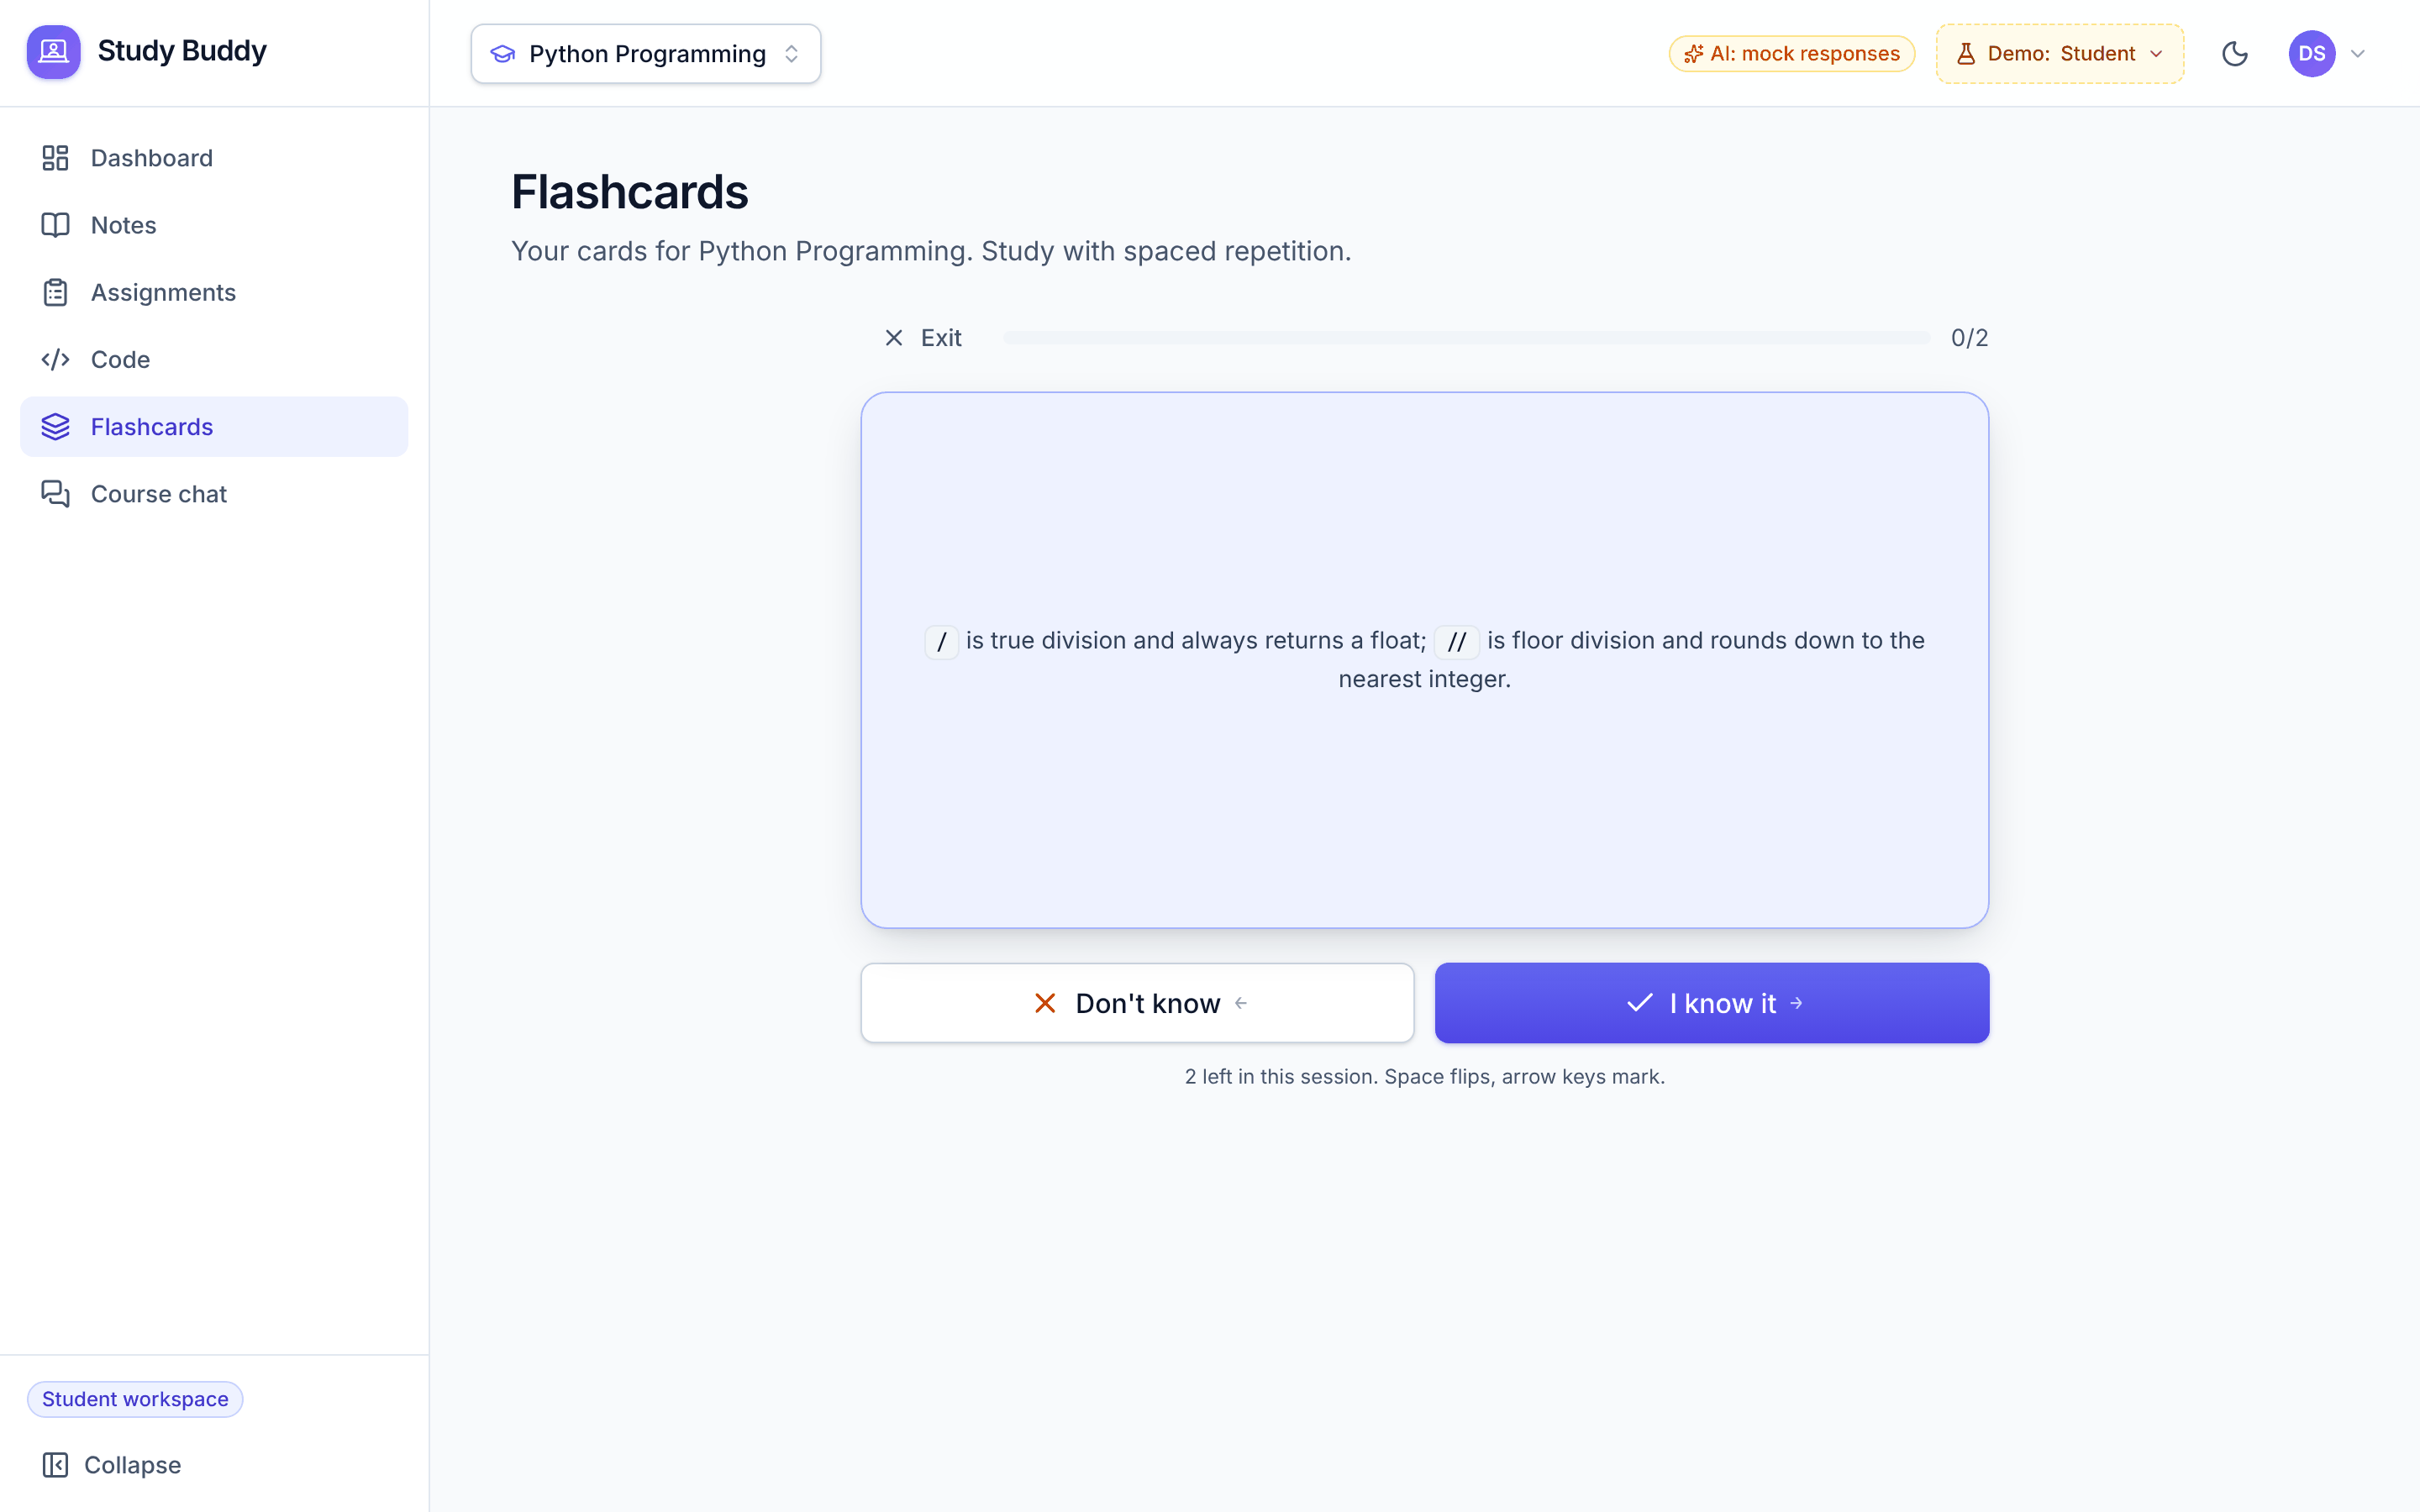 Study Buddy
Python Programming
AI: mock responses
Demo: Student
DS
Dashboard
Notes
Assignments
Code
Flashcards
Course chat
Flashcards
Your cards for Python Programming. Study with spaced repetition.
Exit
0/2
/ is true division and always returns a float; // is floor division and rounds down to the
nearest integer.
Don't know ←
I know it →
2 left in this session. Space flips, arrow keys mark.
Student workspace
Collapse